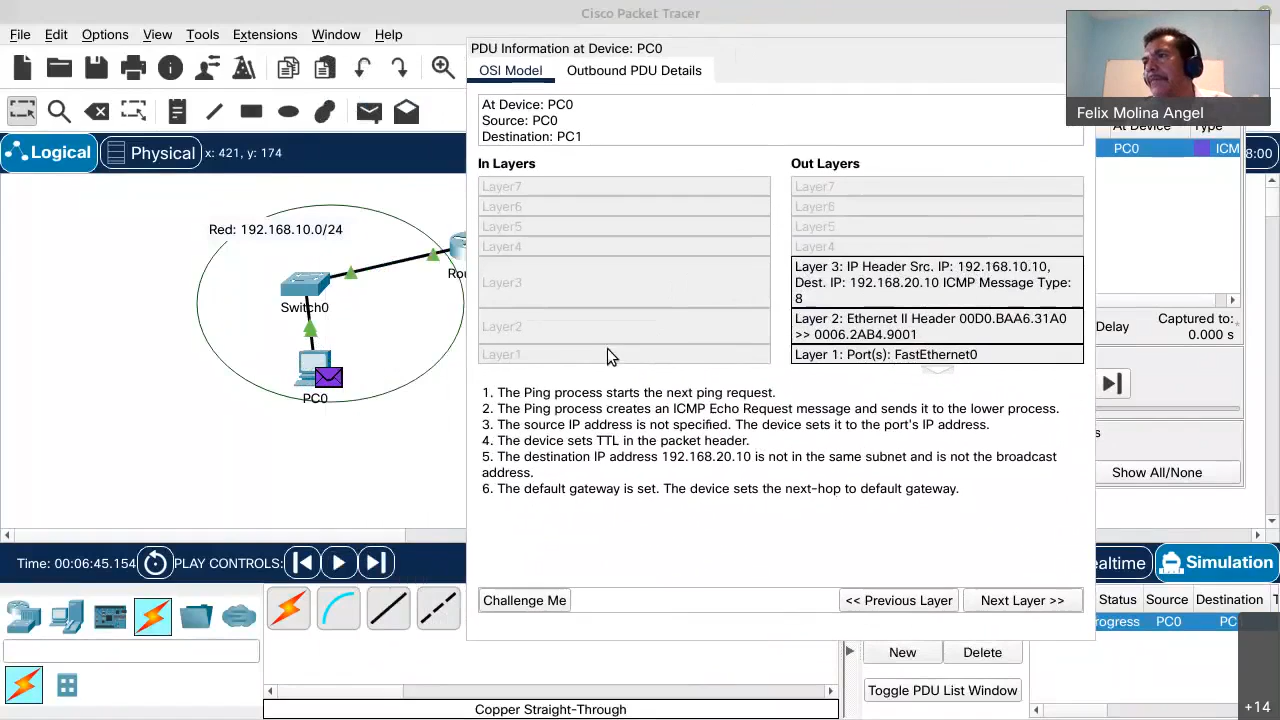 Cisco Packet Tracer
File Edit Options View Tools Extensions Window Help
PDU Information at Device: PC0
OSI Model Outbound PDU Details
Felix Molina Angel
At Device: PC0
Source: PC0
Destination: PC1
At Device Type
PC0 ICM
8:00
Logical Physical x: 421, y: 174
In Layers Out Layers
Layer7
Layer6
Layer5
Layer4
Layer3
Layer2
Layer1
Layer7
Layer6
Layer5
Layer4
Layer 3: IP Header Src. IP: 192.168.10.10,
Dest. IP: 192.168.20.10 ICMP Message Type:
8
Layer 2: Ethernet II Header 00D0.BAA6.31A0
>> 0006.2AB4.9001
Layer 1: Port(s): FastEthernet0
Red: 192.168.10.0/24
Rou
Switch0
PC0
1. The Ping process starts the next ping request.
2. The Ping process creates an ICMP Echo Request message and sends it to the lower process.
3. The source IP address is not specified. The device sets it to the port's IP address.
4. The device sets TTL in the packet header.
5. The destination IP address 192.168.20.10 is not in the same subnet and is not the broadcast
address.
6. The default gateway is set. The device sets the next-hop to default gateway.
Delay
Captured to:
0.000 s
s
Show All/None
Time: 00:06:45.154 PLAY CONTROLS:
ealtime Simulation
Challenge Me << Previous Layer Next Layer >>
Status Source Destination T
rogress PC0 PC
New Delete
Toggle PDU List Window
Copper Straight-Through
+14